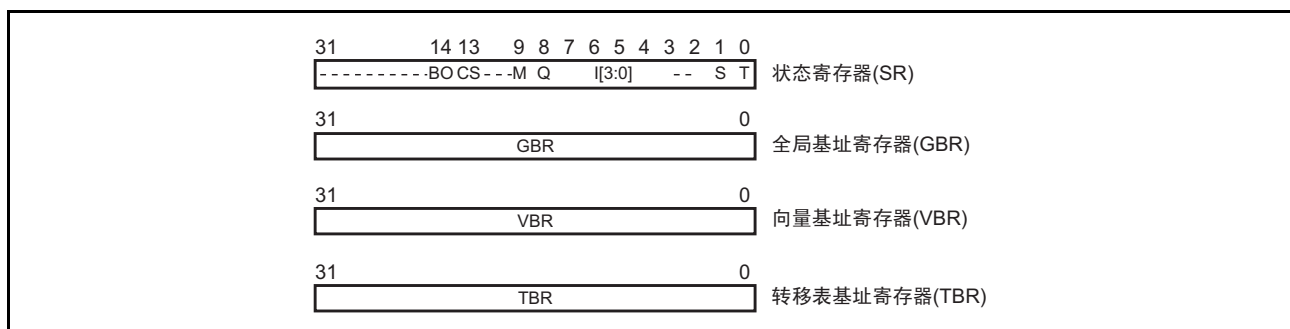 31 14 13 9 8 7 6 5 4 3 2 1 0
----------BO CS---M Q I[3:0] -- S T 状态寄存器(SR)
31 0
GBR 全局基址寄存器(GBR)
31 0
VBR 向量基址寄存器(VBR)
31 0
TBR 转移表基址寄存器(TBR)